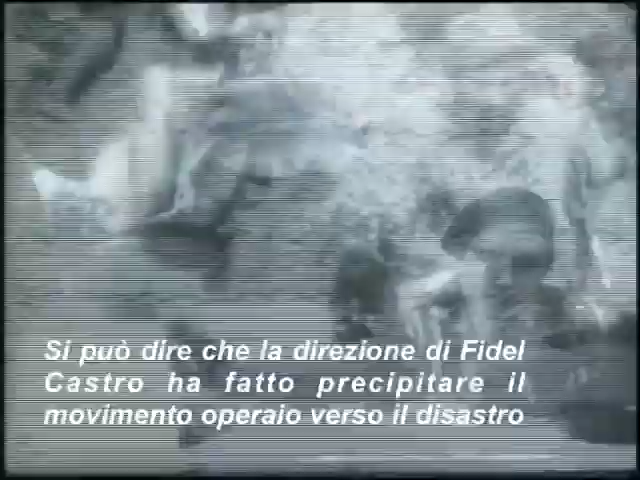 Si può dire che la direzione di Fidel
Castro ha fatto precipitare il
movimento operaio verso il disastro